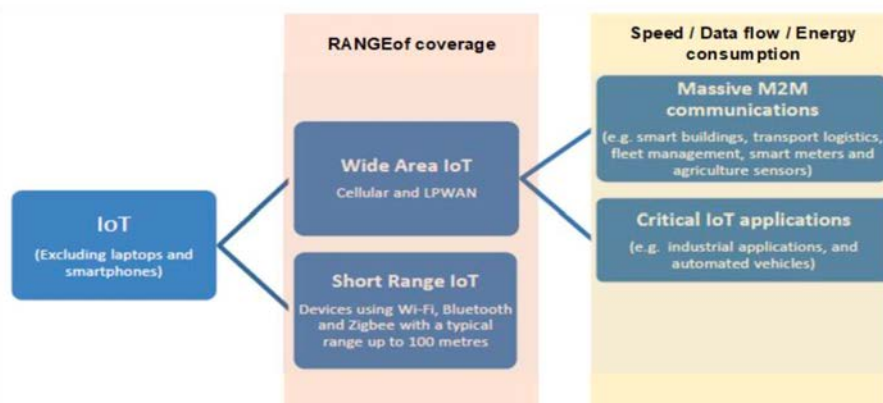 RANGEof coverage
Speed / Data flow / Energy
consumption
IoT
(Excluding laptops and
smartphones)
Wide Area IoT
Cellular and LPWAN
Short Range IoT
Devices using Wi-Fi, Bluetooth
and Zigbee with a typical
range up to 100 metres
Massive M2M
communications
(e.g. smart buildings, transport logistics,
fleet management, smart meters and
agriculture sensors)
Critical IoT applications
(e.g. industrial applications, and
automated vehicles)